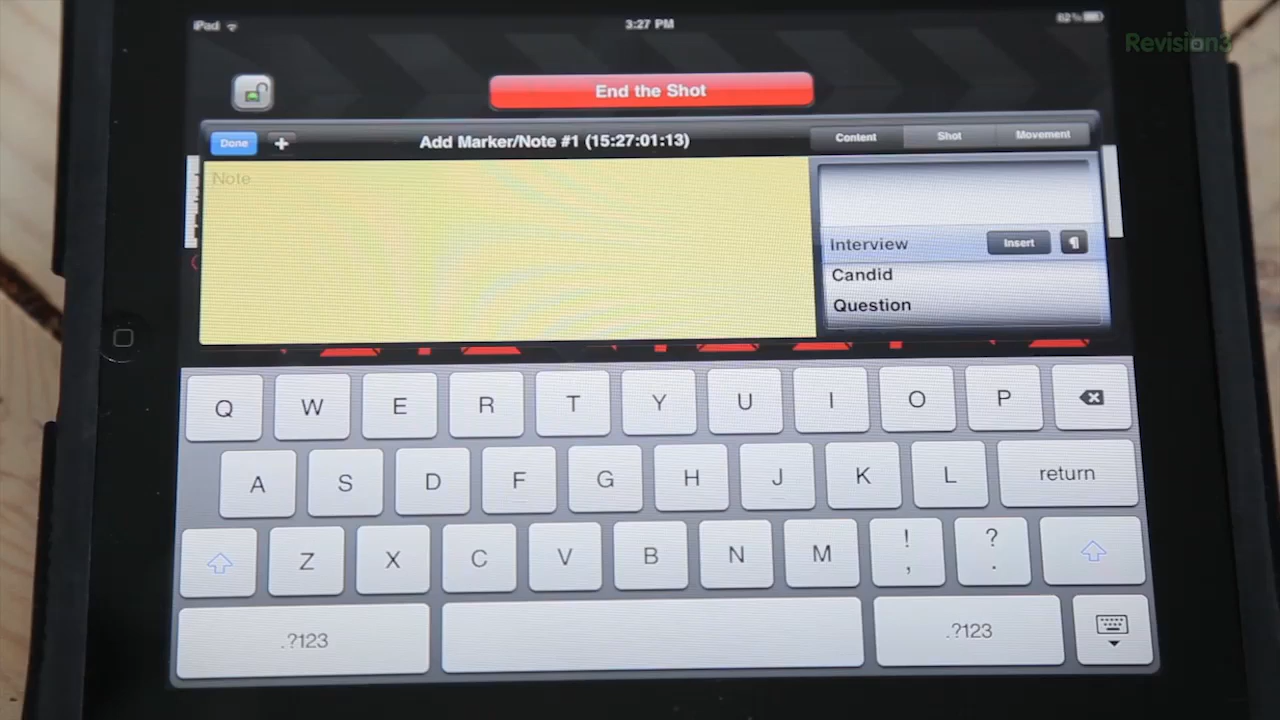 iPad 3:27 PM 82%
Revision3
End the Shot
Done + Add Marker/Note #1 (15:27:01:13) Content Shot Movement
Note
Interview Insert ¶
Candid
Question
Q W E R T Y U I O P
A S D F G H J K L return
Z X C V B N M ! , ? .
.?123 .?123